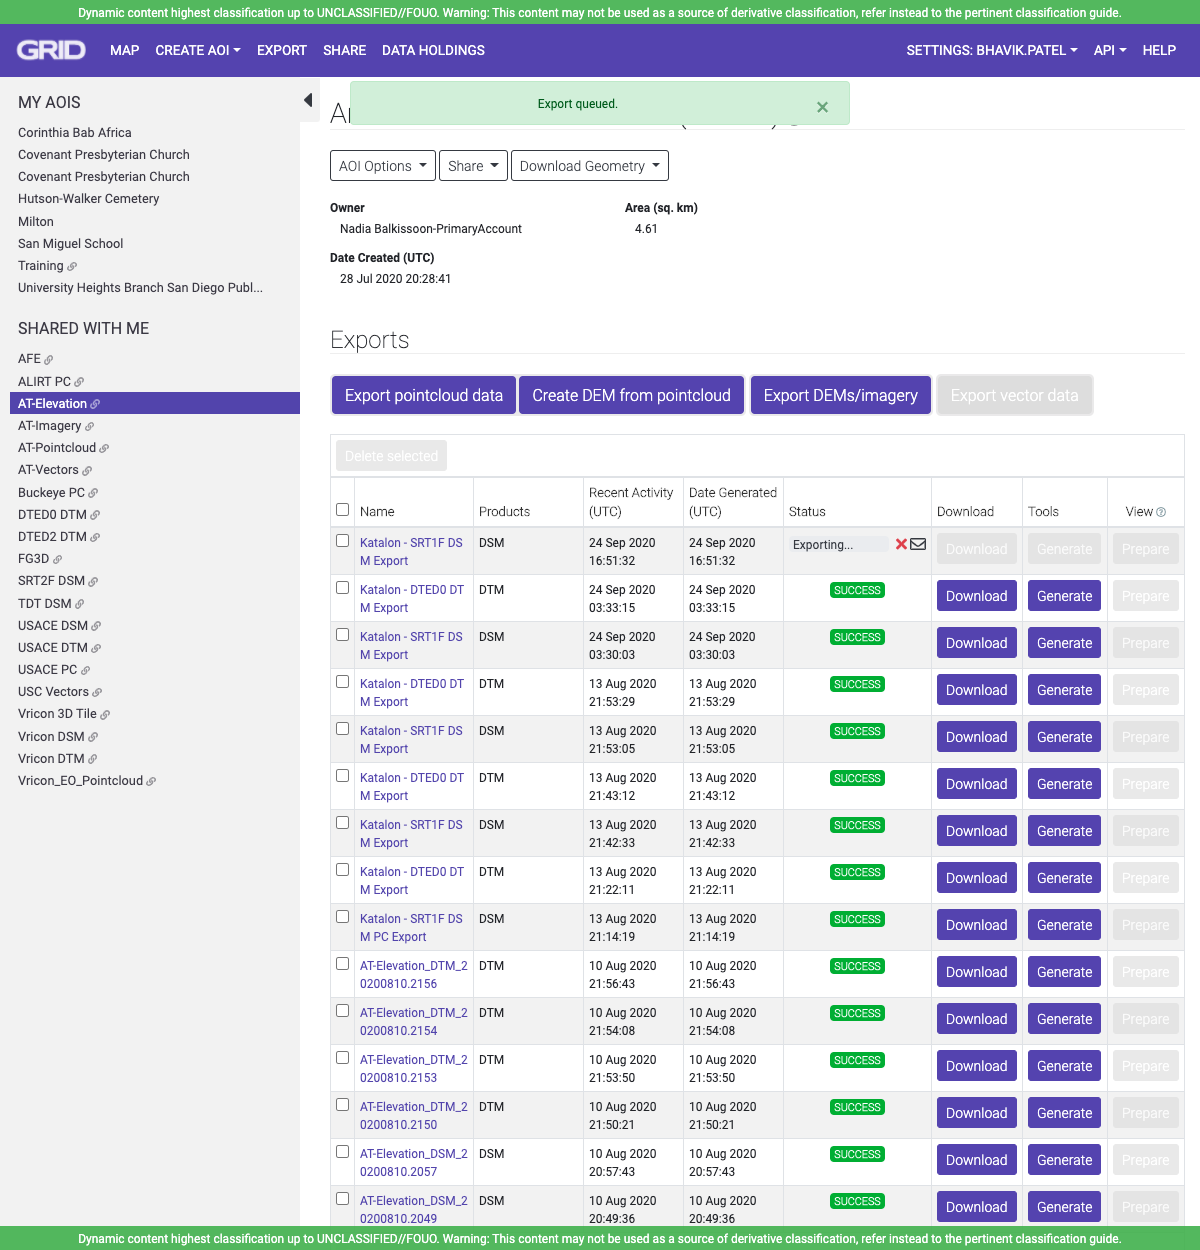 Dynamic content highest classification up to UNCLASSIFIED//FOUO. Warning: This content may not be used as a source of derivative classification, refer instead to the pertinent classification guide.
GRID MAP CREATE AOI EXPORT SHARE DATA HOLDINGS SETTINGS: BHAVIK.PATEL API HELP
MY AOIS
Corinthia Bab Africa
Covenant Presbyterian Church
Covenant Presbyterian Church
Hutson-Walker Cemetery
Milton
San Miguel School
Training
University Heights Branch San Diego Publ...
SHARED WITH ME
AFE
ALIRT PC
AT-Elevation
AT-Imagery
AT-Pointcloud
AT-Vectors
Buckeye PC
DTED0 DTM
DTED2 DTM
FG3D
SRT2F DSM
TDT DSM
USACE DSM
USACE DTM
USACE PC
USC Vectors
Vricon 3D Tile
Vricon DSM
Vricon DTM
Vricon_EO_Pointcloud
Export queued. ×
AOI Options Share Download Geometry
Owner Area (sq. km)
Nadia Balkissoon-PrimaryAccount 4.61
Date Created (UTC)
28 Jul 2020 20:28:41
Exports
Export pointcloud data Create DEM from pointcloud Export DEMs/imagery Export vector data
Delete selected
Recent Activity Date Generated
Name Products (UTC) (UTC) Status Download Tools View
Katalon - SRT1F DS DSM 24 Sep 2020 24 Sep 2020 Exporting... Download Generate Prepare
M Export 16:51:32 16:51:32
Katalon - DTED0 DT DTM 24 Sep 2020 24 Sep 2020 SUCCESS Download Generate Prepare
M Export 03:33:15 03:33:15
Katalon - SRT1F DS DSM 24 Sep 2020 24 Sep 2020 SUCCESS Download Generate Prepare
M Export 03:30:03 03:30:03
Katalon - DTED0 DT DTM 13 Aug 2020 13 Aug 2020 SUCCESS Download Generate Prepare
M Export 21:53:29 21:53:29
Katalon - SRT1F DS DSM 13 Aug 2020 13 Aug 2020 SUCCESS Download Generate Prepare
M Export 21:53:05 21:53:05
Katalon - DTED0 DT DTM 13 Aug 2020 13 Aug 2020 SUCCESS Download Generate Prepare
M Export 21:43:12 21:43:12
Katalon - SRT1F DS DSM 13 Aug 2020 13 Aug 2020 SUCCESS Download Generate Prepare
M Export 21:42:33 21:42:33
Katalon - DTED0 DT DTM 13 Aug 2020 13 Aug 2020 SUCCESS Download Generate Prepare
M Export 21:22:11 21:22:11
Katalon - SRT1F DS DSM 13 Aug 2020 13 Aug 2020 SUCCESS Download Generate Prepare
M PC Export 21:14:19 21:14:19
AT-Elevation_DTM_2 DTM 10 Aug 2020 10 Aug 2020 SUCCESS Download Generate Prepare
0200810.2156 21:56:43 21:56:43
AT-Elevation_DTM_2 DTM 10 Aug 2020 10 Aug 2020 SUCCESS Download Generate Prepare
0200810.2154 21:54:08 21:54:08
AT-Elevation_DTM_2 DTM 10 Aug 2020 10 Aug 2020 SUCCESS Download Generate Prepare
0200810.2153 21:53:50 21:53:50
AT-Elevation_DTM_2 DTM 10 Aug 2020 10 Aug 2020 SUCCESS Download Generate Prepare
0200810.2150 21:50:21 21:50:21
AT-Elevation_DSM_2 DSM 10 Aug 2020 10 Aug 2020 SUCCESS Download Generate Prepare
0200810.2057 20:57:43 20:57:43
AT-Elevation_DSM_2 DSM 10 Aug 2020 10 Aug 2020 SUCCESS Download Generate Prepare
0200810.2049 20:49:36 20:49:36
Dynamic content highest classification up to UNCLASSIFIED//FOUO. Warning: This content may not be used as a source of derivative classification, refer instead to the pertinent classification guide.